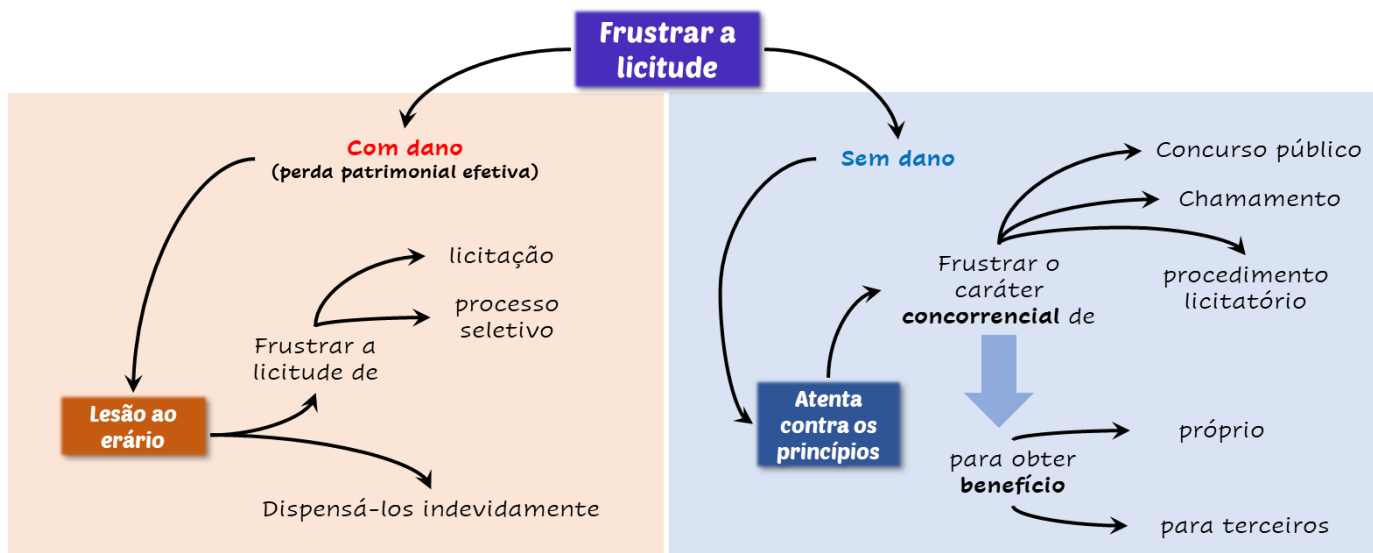 Frustrar a
licitude
Com dano
(perda patrimonial efetiva)
licitação
processo
seletivo
Frustrar a
licitude de
Lesão ao
erário
Dispensá-los indevidamente
Sem dano
Concurso público
Chamamento
procedimento
licitatório
Frustrar o
caráter
concorrencial de
Atenta
contra os
princípios
para obter
benefício
próprio
para terceiros